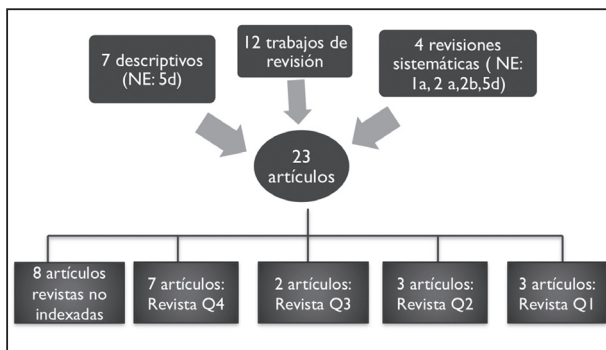 7 descriptivos
(NE: 5d)
12 trabajos de
revisión
4 revisiones
sistemáticas ( NE:
1a, 2 a,2b,5d)
23
artículos
8 artículos
revistas no
indexadas
7 artículos:
Revista Q4
2 artículos:
Revista Q3
3 artículos:
Revista Q2
3 artículos:
Revista Q1